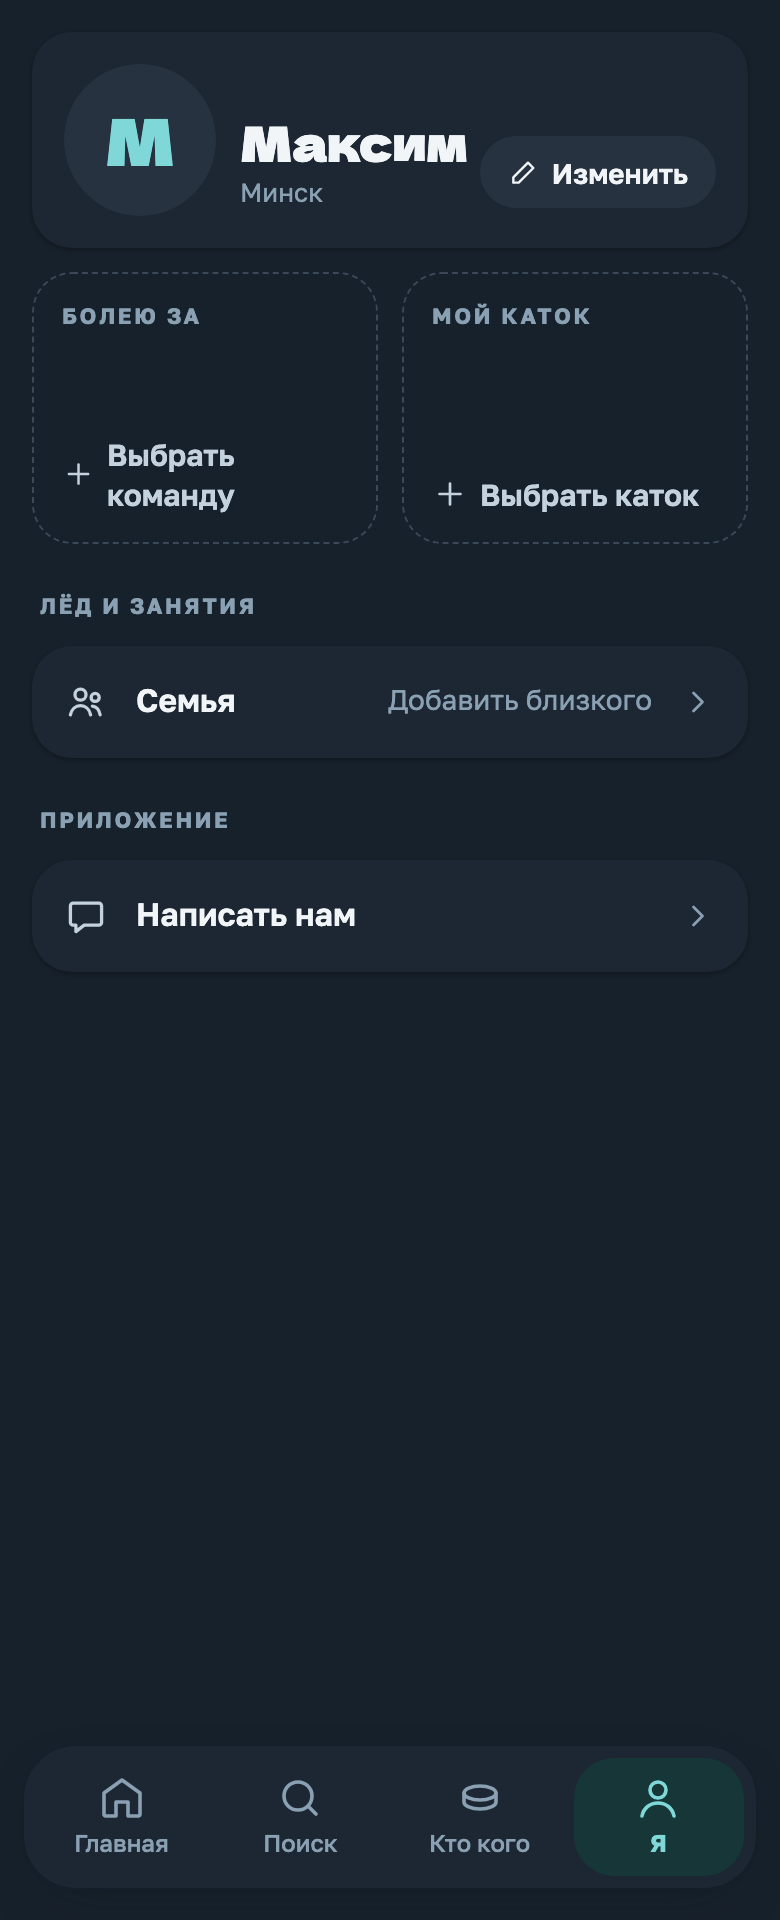 М
Максим
Минск
Изменить
БОЛЕЮ ЗА
Выбрать
команду
МОЙ КАТОК
Выбрать каток
ЛЁД И ЗАНЯТИЯ
Семья
Добавить близкого
ПРИЛОЖЕНИЕ
Написать нам
Главная
Поиск
Кто кого
Я